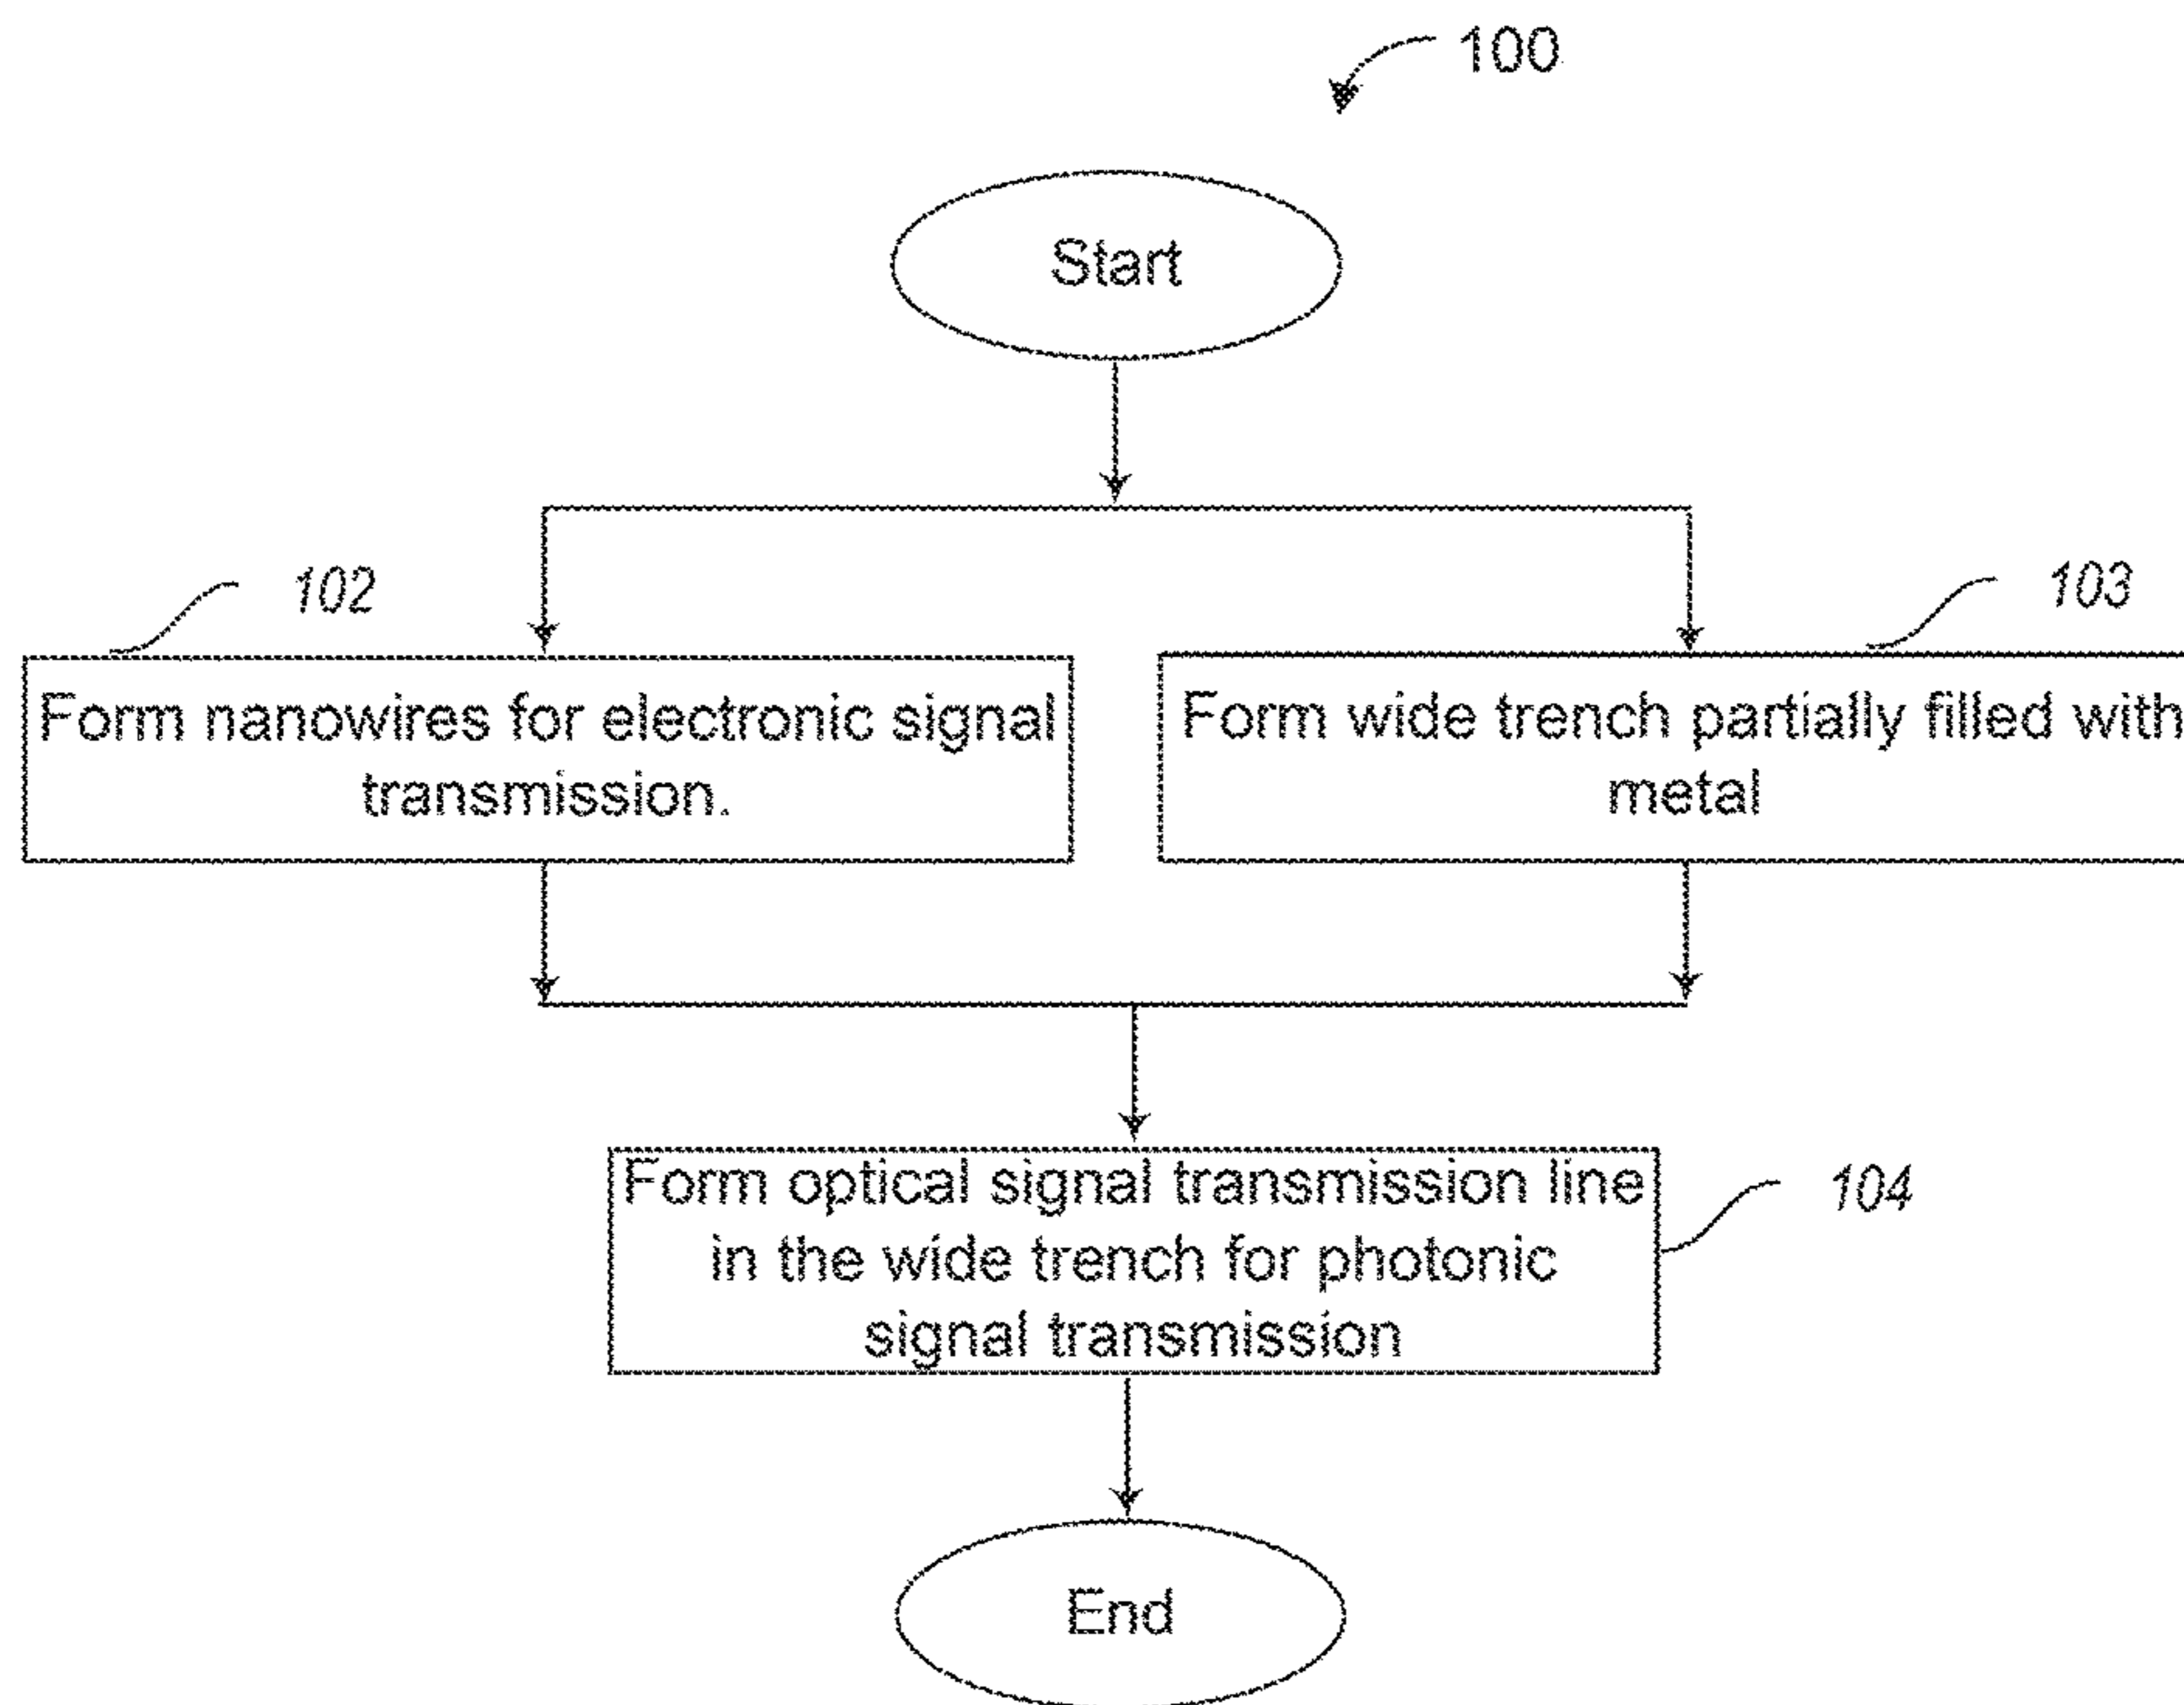 100
Start
102
103
Form nanowires for electronic signal
transmission.
Form wide trench partially filled with
metal
Form optical signal transmission line
in the wide trench for photonic
signal transmission
104
End